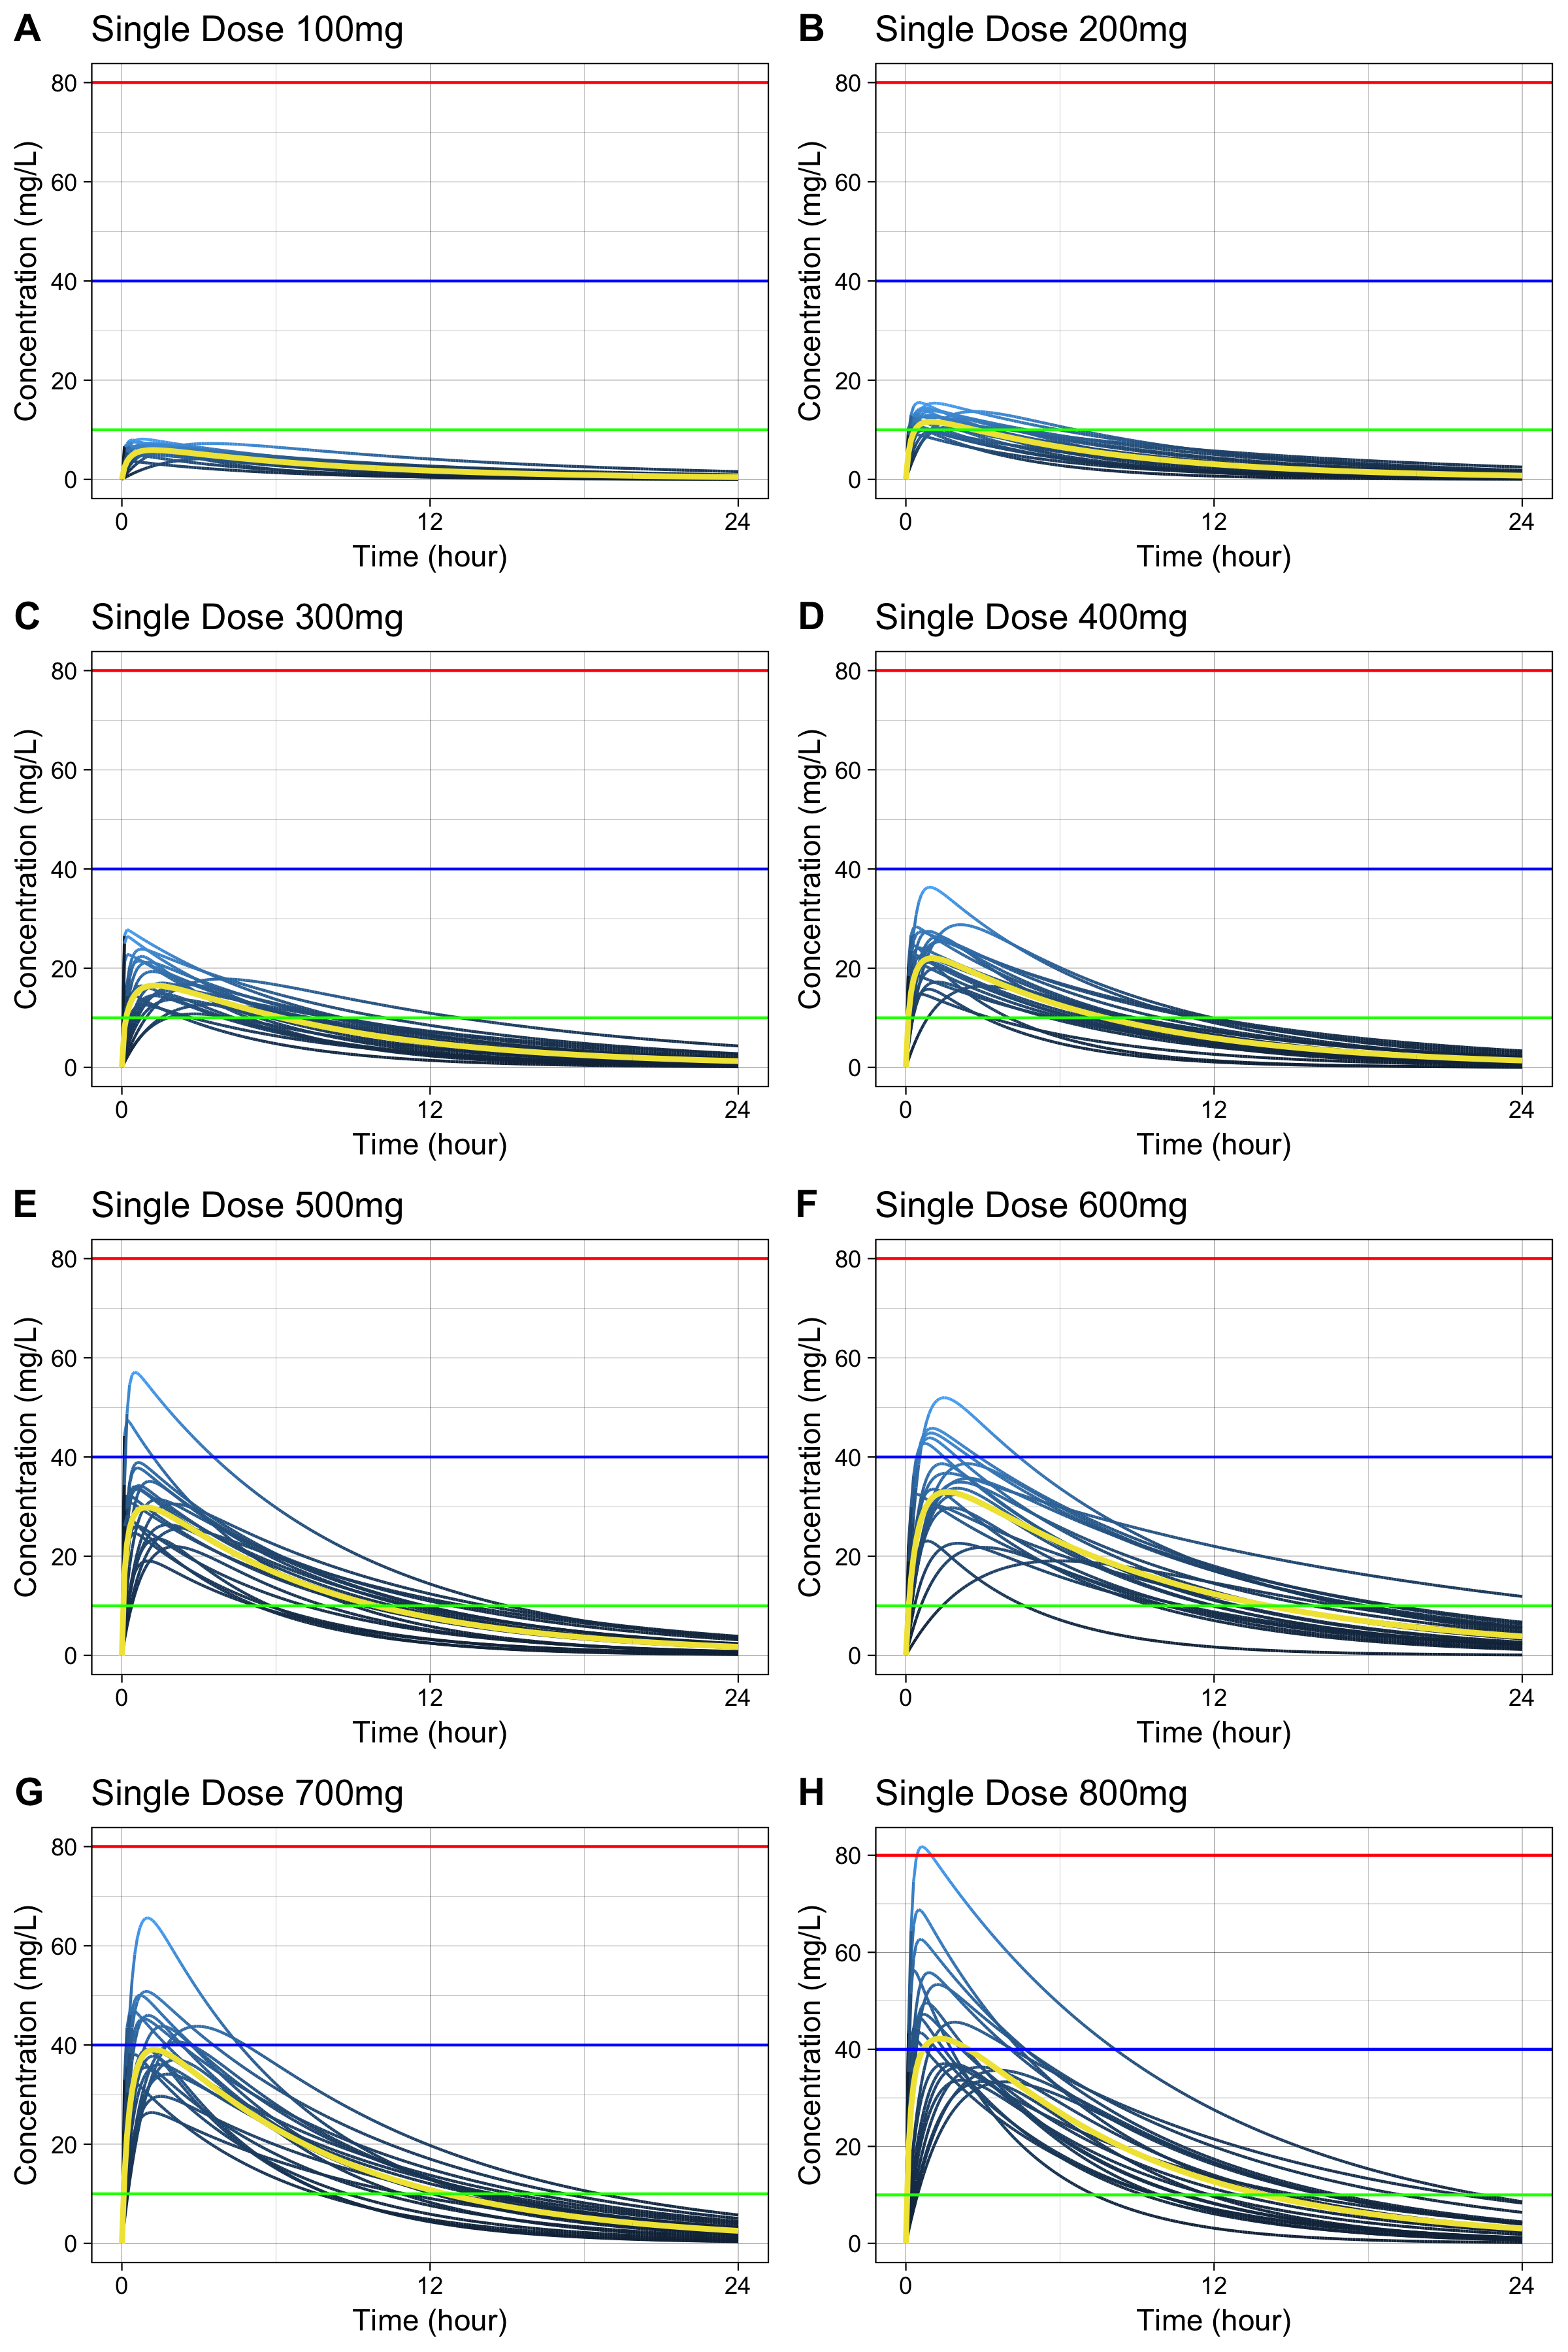 A Single Dose 100mg
80
60
40
20
0
Concentration (mg/L)
0 12 24
Time (hour)
B Single Dose 200mg
80
60
40
20
0
Concentration (mg/L)
0 12 24
Time (hour)
C Single Dose 300mg
80
60
40
20
0
Concentration (mg/L)
0 12 24
Time (hour)
D Single Dose 400mg
80
60
40
20
0
Concentration (mg/L)
0 12 24
Time (hour)
E Single Dose 500mg
80
60
40
20
0
Concentration (mg/L)
0 12 24
Time (hour)
F Single Dose 600mg
80
60
40
20
0
Concentration (mg/L)
0 12 24
Time (hour)
G Single Dose 700mg
80
60
40
20
0
Concentration (mg/L)
0 12 24
Time (hour)
H Single Dose 800mg
80
60
40
20
0
Concentration (mg/L)
0 12 24
Time (hour)